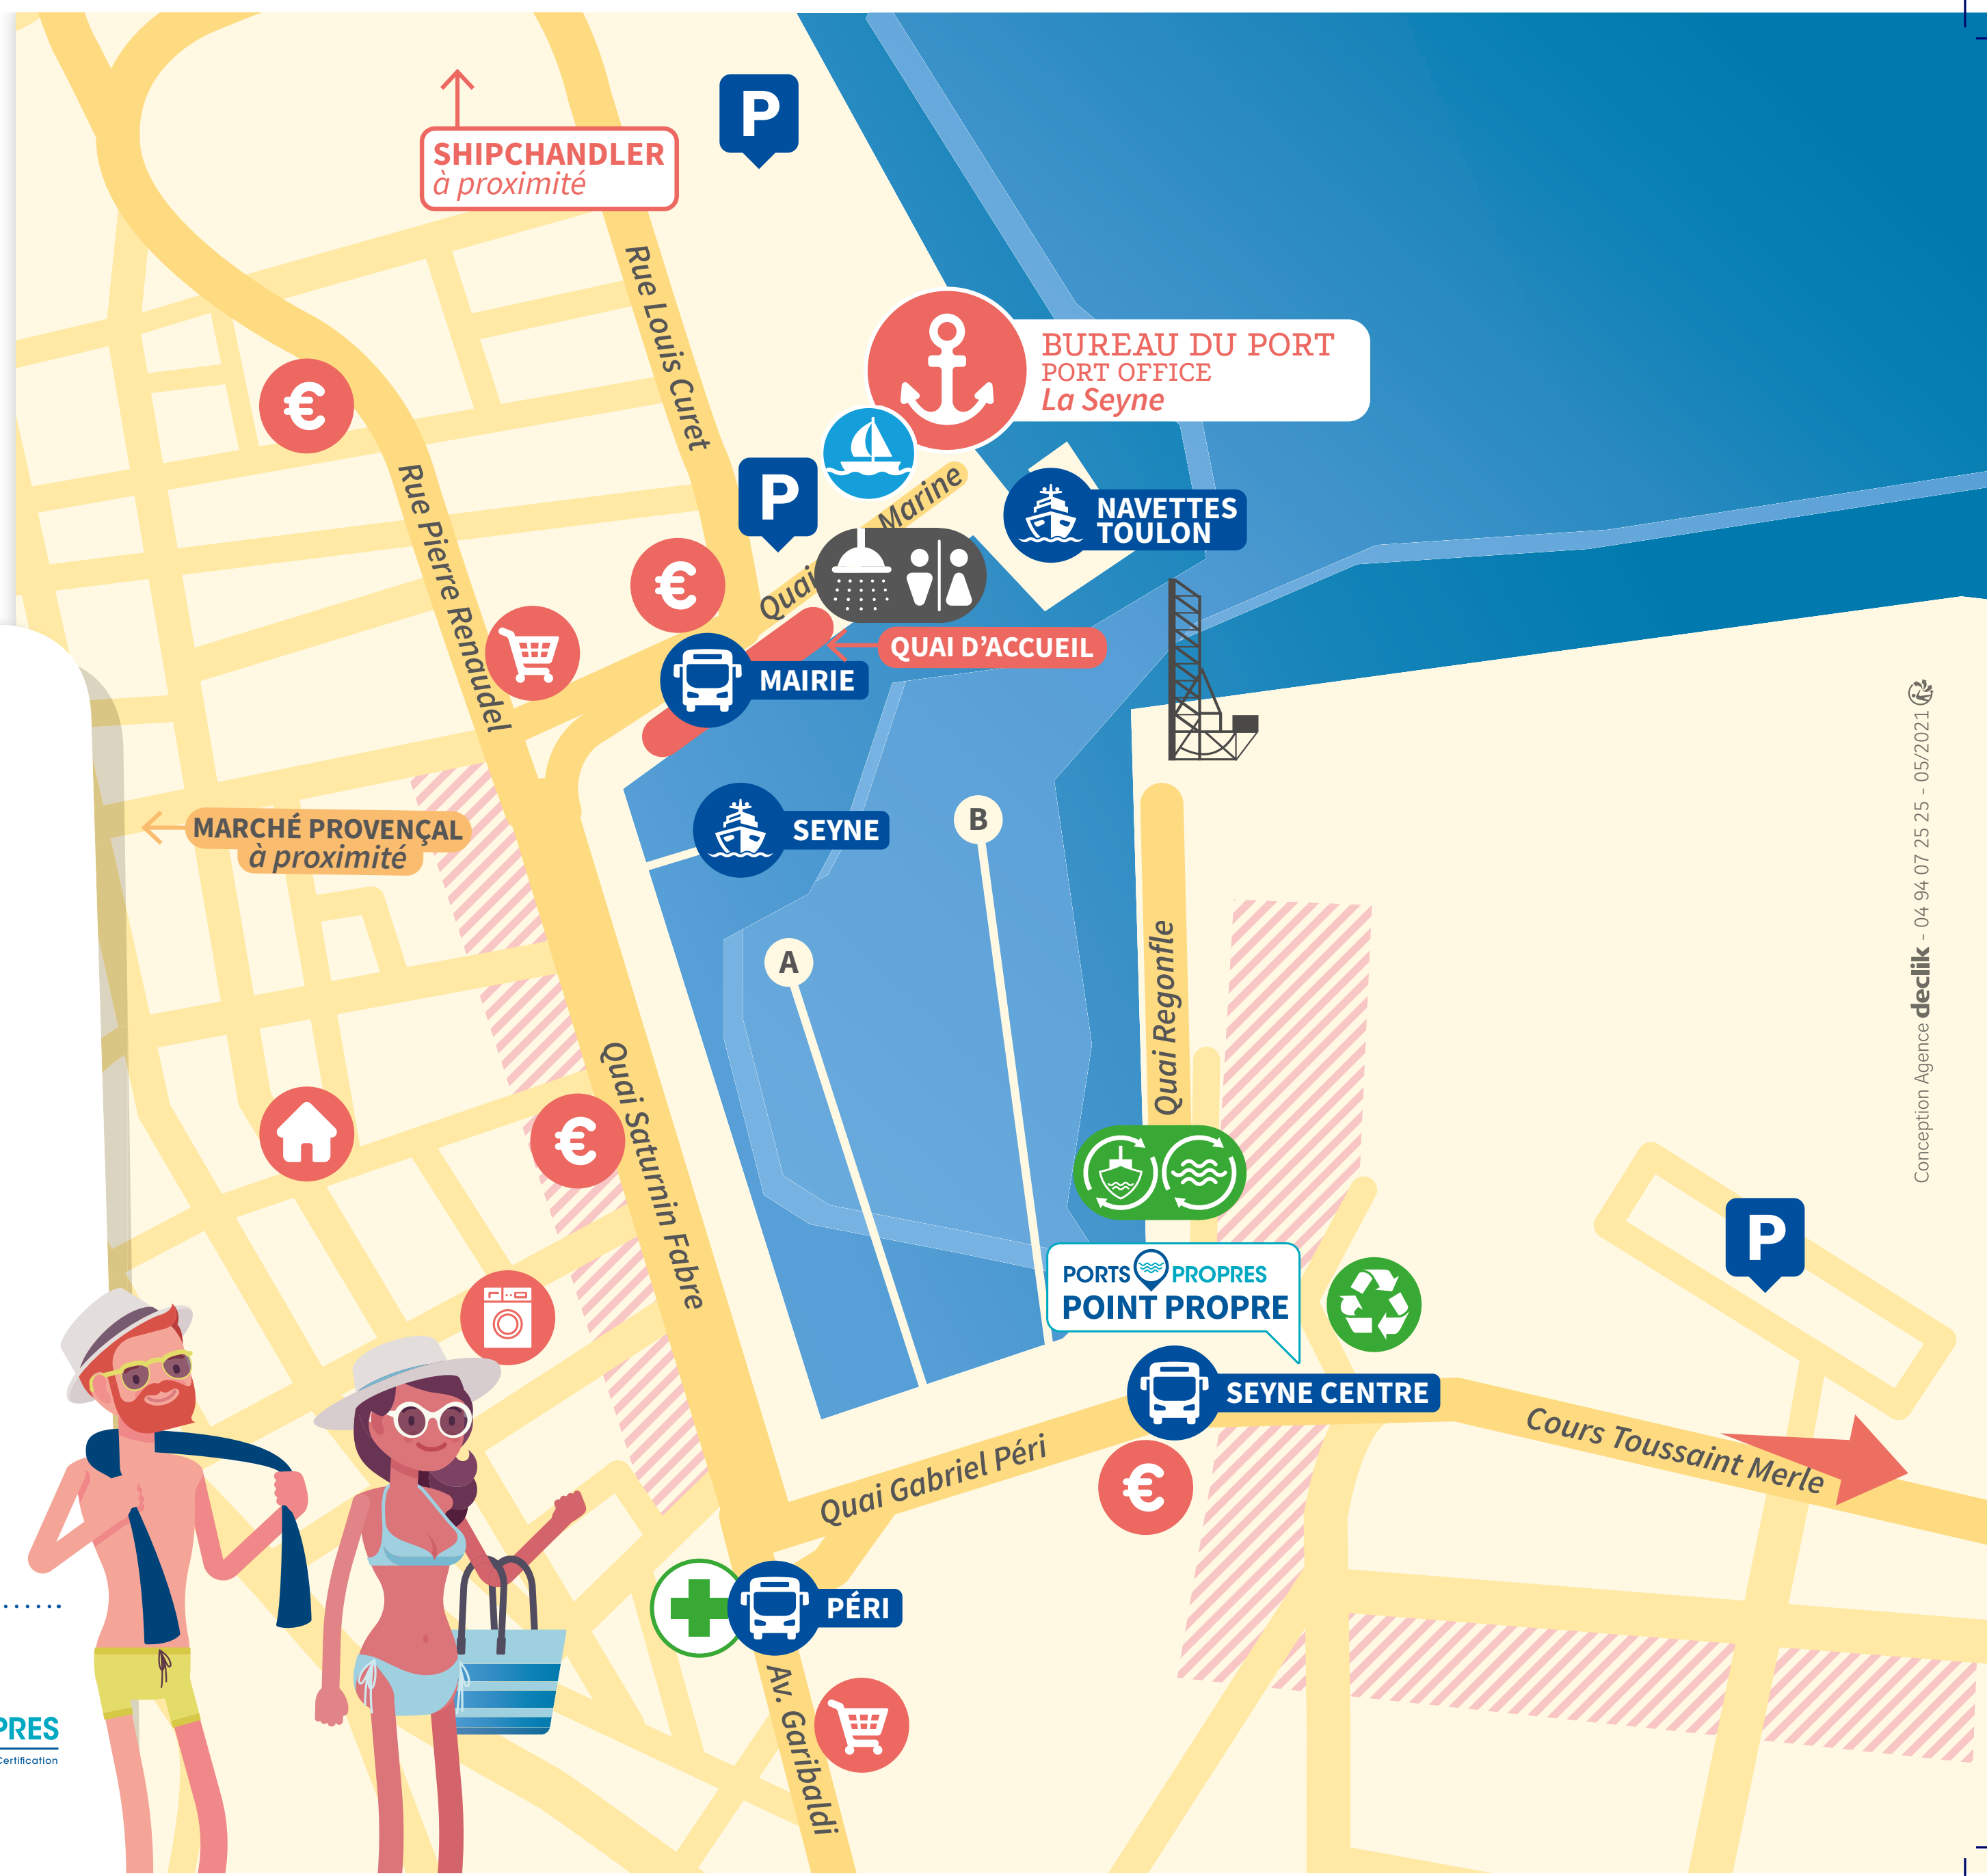 P
SHIPCHANDLER
à proximité
Rue Louis Curet
BUREAU DU PORT
PORT OFFICE
La Seyne
€
Rue Pierre Renaudel
P
Quai Marine
NAVETTES
TOULON
€
QUAI D'ACCUEIL
MAIRIE
MARCHÉ PROVENÇAL
à proximité
SEYNE
B
A
Quai Regonfle
Quai Saturnin Fabre
€
PORTS PROPRES
POINT PROPRE
P
SEYNE CENTRE
Cours Toussaint Merle
Quai Gabriel Péri
€
PÉRI
Av. Garibaldi
PRES
Certification
Conception Agence declik - 04 94 07 25 25 - 05/2021